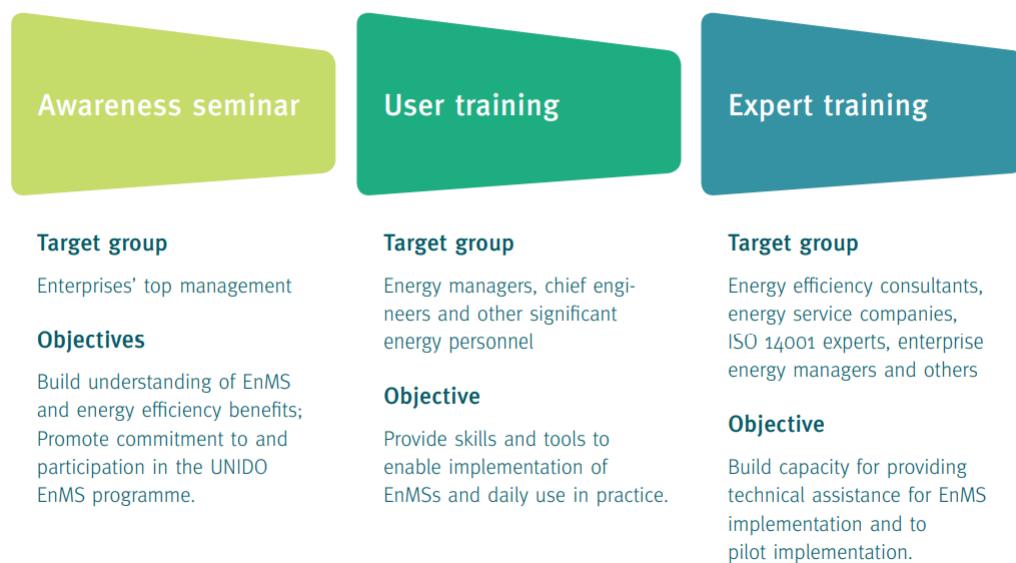 Awareness seminar
Target group
Enterprises' top management
Objectives
Build understanding of EnMS
and energy efficiency benefits;
Promote commitment to and
participation in the UNIDO
EnMS programme.
User training
Target group
Energy managers, chief engi-
neers and other significant
energy personnel
Objective
Provide skills and tools to
enable implementation of
EnMSs and daily use in practice.
Expert training
Target group
Energy efficiency consultants,
energy service companies,
ISO 14001 experts, enterprise
energy managers and others
Objective
Build capacity for providing
technical assistance for EnMS
implementation and to
pilot implementation.